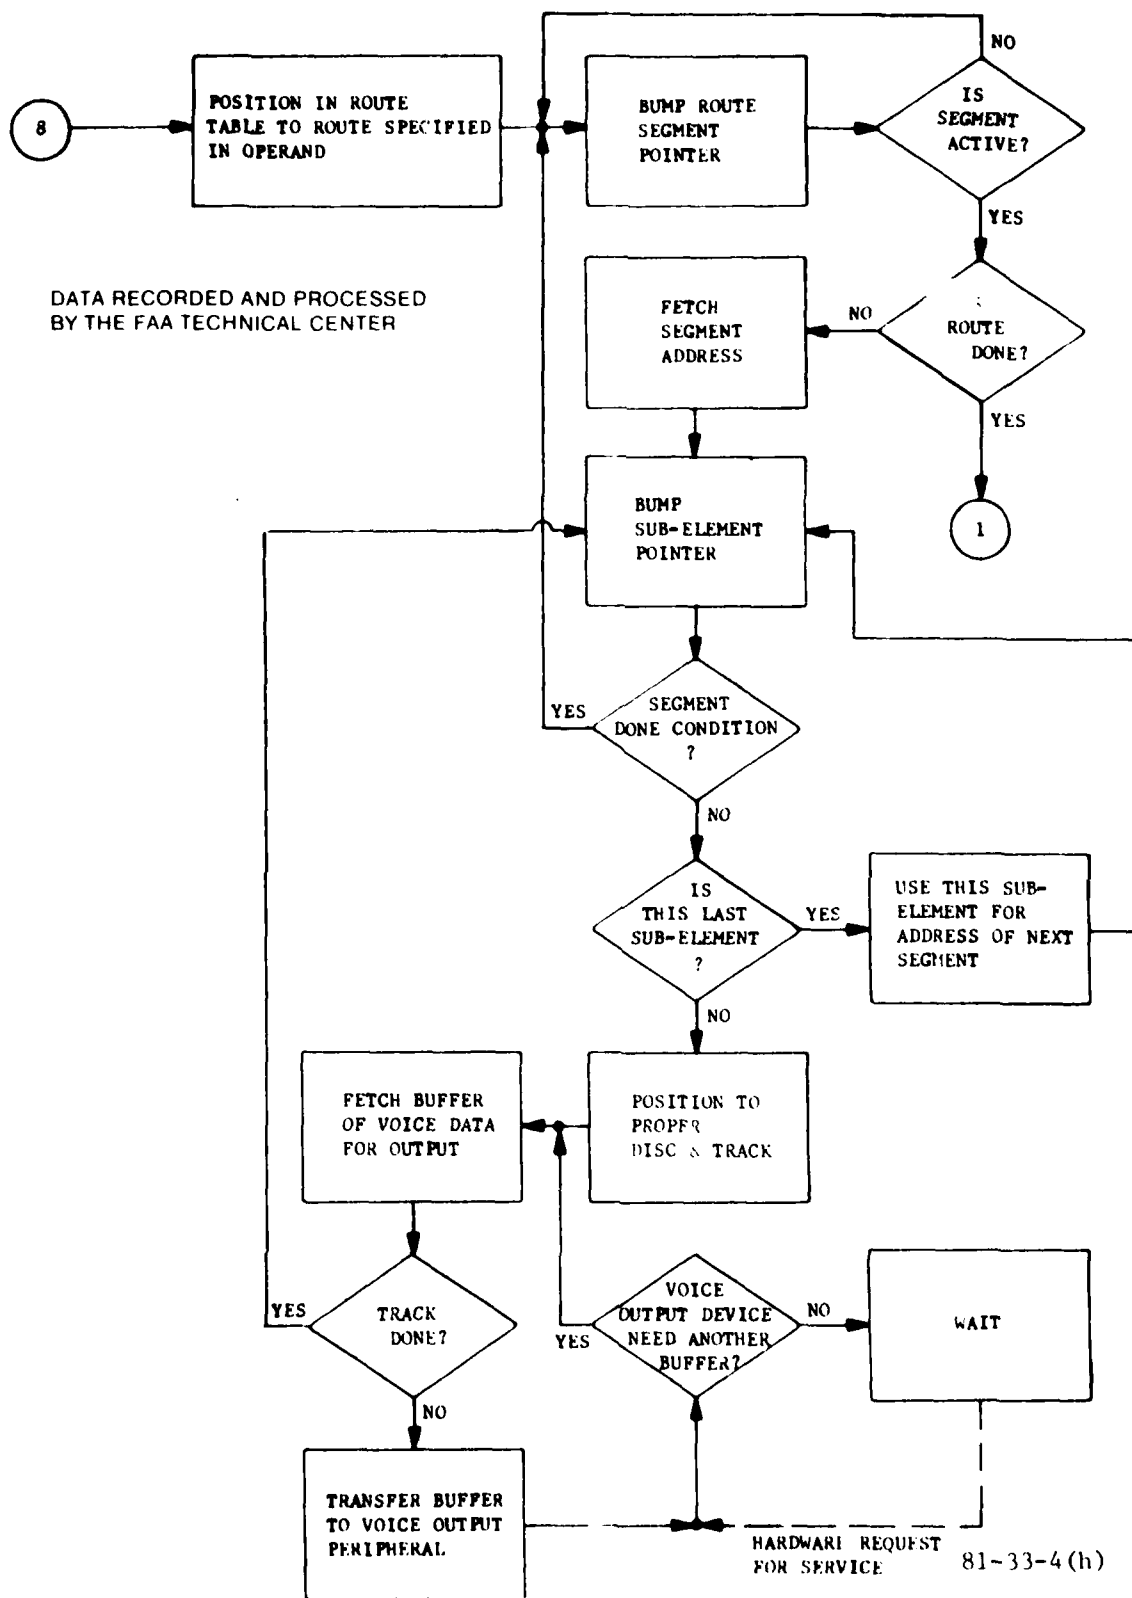 NO
8
POSITION IN ROUTE
TABLE TO ROUTE SPECIFIED
IN OPERAND
BUMP ROUTE
SEGMENT
POINTER
IS
SEGMENT
ACTIVE?
YES
DATA RECORDED AND PROCESSED
BY THE FAA TECHNICAL CENTER
FETCH
SEGMENT
ADDRESS
NO
ROUTE
DONE?
YES
BUMP
SUB-ELEMENT
POINTER
1
YES
SEGMENT
DONE CONDITION
?
NO
IS
THIS LAST
SUB-ELEMENT
?
YES
USE THIS SUB-
ELEMENT FOR
ADDRESS OF NEXT
SEGMENT
NO
FETCH BUFFER
OF VOICE DATA
FOR OUTPUT
POSITION TO
PROPER
DISC & TRACK
YES
TRACK
DONE?
YES
VOICE
OUTPUT DEVICE
NEED ANOTHER
BUFFER?
NO
WAIT
NO
TRANSFER BUFFER
TO VOICE OUTPUT
PERIPHERAL
HARDWARE REQUEST
FOR SERVICE
81-33-4(h)